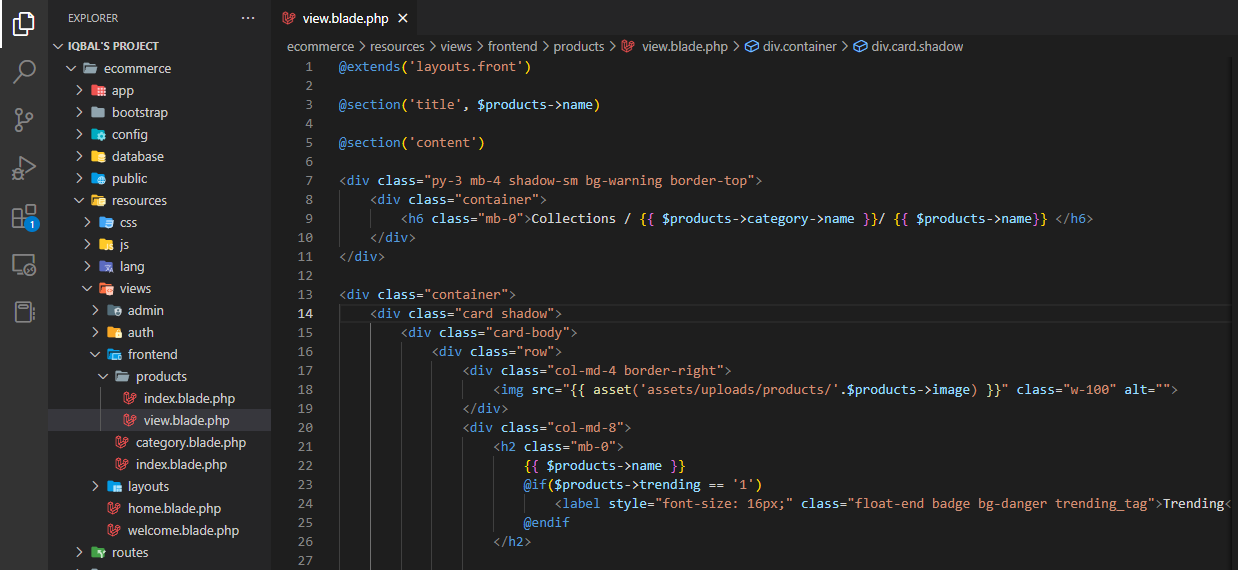 EXPLORER
IQBAL'S PROJECT
ecommerce
app
bootstrap
config
database
public
resources
css
js
lang
views
admin
auth
frontend
products
index.blade.php
view.blade.php
category.blade.php
index.blade.php
layouts
home.blade.php
welcome.blade.php
routes
1
view.blade.php
ecommerce > resources > views > frontend > products > view.blade.php > div.container > div.card.shadow
1 @extends('layouts.front')
2
3 @section('title', $products->name)
4
5 @section('content')
6
7 <div class="py-3 mb-4 shadow-sm bg-warning border-top">
8 <div class="container">
9 <h6 class="mb-0">Collections / {{ $products->category->name }}/ {{ $products->name}} </h6>
10 </div>
11 </div>
12
13 <div class="container">
14 <div class="card shadow">
15 <div class="card-body">
16 <div class="row">
17 <div class="col-md-4 border-right">
18 <img src="{{ asset('assets/uploads/products/'.$products->image) }}" class="w-100" alt="">
19 </div>
20 <div class="col-md-8">
21 <h2 class="mb-0">
22 {{ $products->name }}
23 @if($products->trending == '1')
24 <label style="font-size: 16px;" class="float-end badge bg-danger trending_tag">Trending<
25 @endif
26 </h2>
27